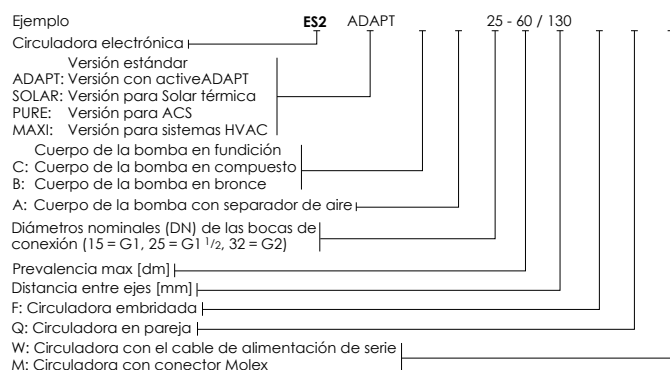 Ejemplo ES2 ADAPT 25 - 60 / 130
Circuladora electrónica
Versión estándar
ADAPT: Versión con activeADAPT
SOLAR: Versión para Solar térmica
PURE: Versión para ACS
MAXI: Versión para sistemas HVAC
Cuerpo de la bomba en fundición
C: Cuerpo de la bomba en compuesto
B: Cuerpo de la bomba en bronce
A: Cuerpo de la bomba con separador de aire
Diámetros nominales (DN) de las bocas de
conexión (15 = G1, 25 = G1 1/2, 32 = G2)
Prevalencia max [dm]
Distancia entre ejes [mm]
F: Circuladora embridada
Q: Circuladora en pareja
W: Circuladora con el cable de alimentación de serie
M: Circuladora con conector Molex